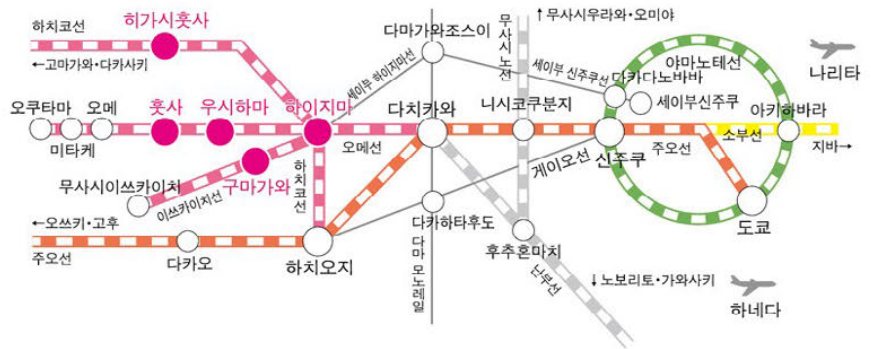 하치코선
←고마가와·다카사키
히가시훗사
오쿠타마
미타케
오메
훗사
우시하마
하이지마
구마가와
무사시이쓰카이치
이쓰카이치선
하치코선
오메선
←오쓰키·고후
주오선
다카오
하치오지
세이부 하이지마선
다마가와조스이
다치카와
다카하타후도
다마 모노레일
↑무사시우라와·오미야
무사시노선
니시코쿠분지
후추혼마치
난부선
↓노보리토·가와사키
세이부 신주쿠선
다카다노바바
세이부신주쿠
야마노테선
게이오선
신주쿠
주오선
소부선
아키하바라
지바→
도쿄
나리타
하네다